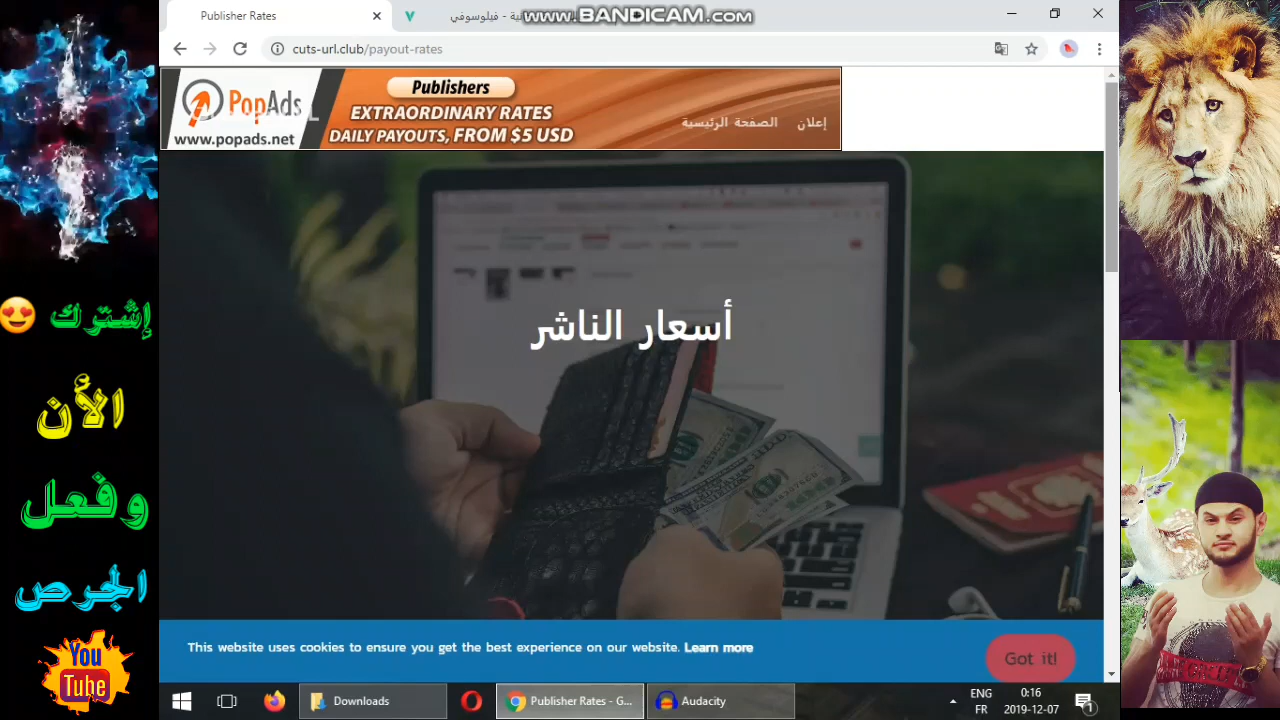 Publisher Rates
فيلوسوفي -
www.BANDICAM.com
cuts-url.club/payout-rates
PopAds
www.popads.net
Publishers
EXTRAORDINARY RATES
DAILY PAYOUTS, FROM $5 USD
الصفحة الرئيسية
إعلان
أسعار الناشر
إشترك 😍
الأن
وفعل
الجرص
You
Tube
This website uses cookies to ensure you get the best experience on our website. Learn more
Got it!
Downloads
Publisher Rates - G...
Audacity
ENG
FR
0:16
2019-12-07
1